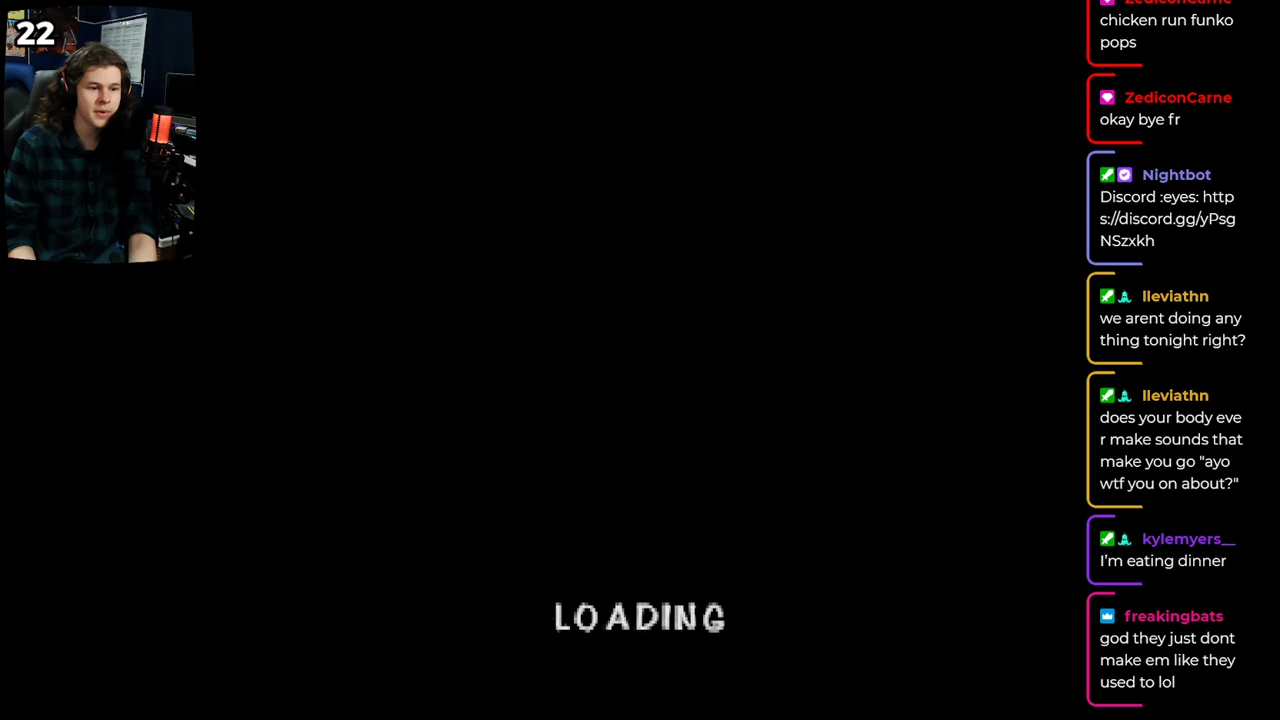 22
chicken run funko
pops
ZediconCarne
okay bye fr
Nightbot
Discord :eyes: http
s://discord.gg/yPsg
NSzxkh
lleviathn
we arent doing any
thing tonight right?
lleviathn
does your body eve
r make sounds that
make you go "ayo
wtf you on about?"
kylemyers__
I'm eating dinner
freakingbats
god they just dont
make em like they
used to lol
LOADING